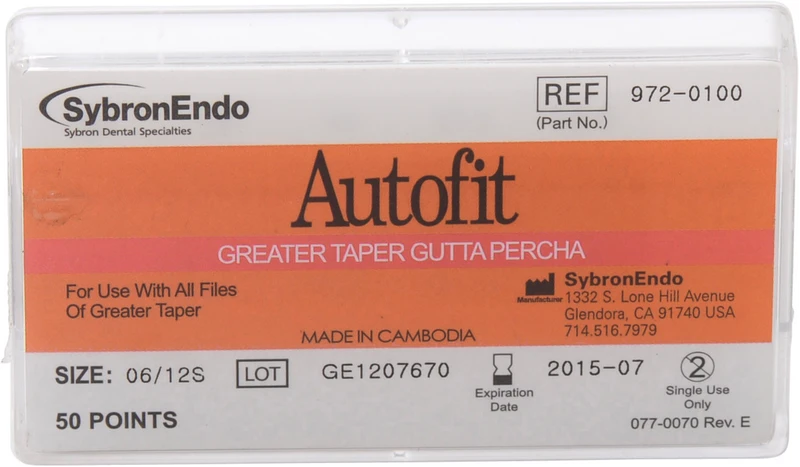 SybronEndo
Sybron Dental Specialties
REF 972-0100
(Part No.)
Autofit
GREATER TAPER GUTTA PERCHA
For Use With All Files
Of Greater Taper
Manufacturer
SybronEndo
1332 S. Lone Hill Avenue
Glendora, CA 91740 USA
714.516.7979
MADE IN CAMBODIA
SIZE: 06/12S LOT GE1207670
Expiration
Date
2015-07
2
Single Use
Only
50 POINTS
077-0070 Rev. E